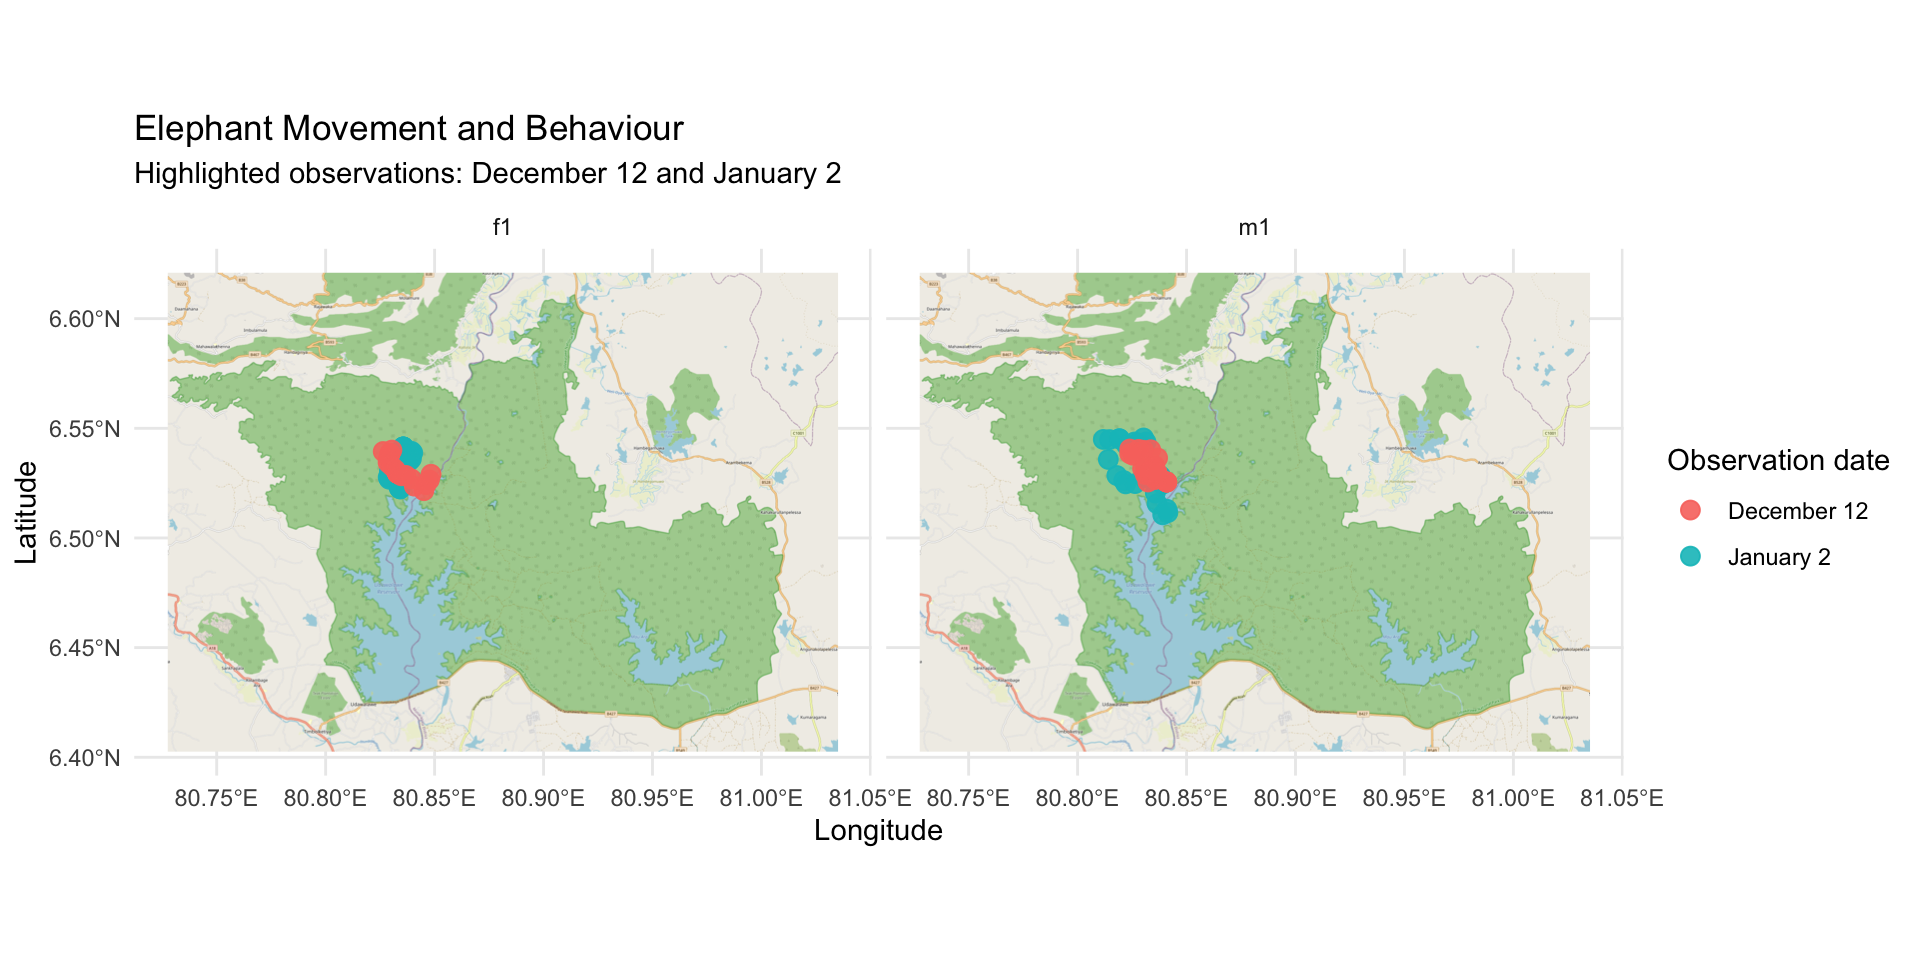 Elephant Movement and Behaviour
Highlighted observations: December 12 and January 2
f1
m1
6.60°N
6.55°N
6.50°N
6.45°N
6.40°N
Latitude
80.75°E 80.80°E 80.85°E 80.90°E 80.95°E 81.00°E 81.05°E 80.75°E 80.80°E 80.85°E 80.90°E 80.95°E 81.00°E 81.05°E
Longitude
Observation date
December 12
January 2